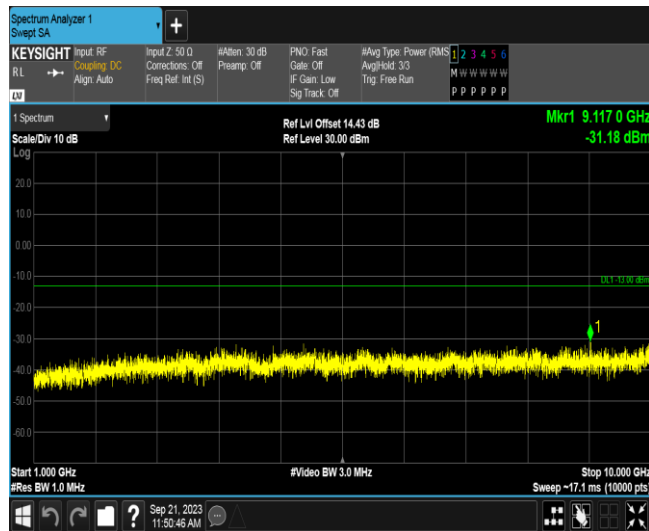 Spectrum Analyzer 1
Swept SA
+
KEYSIGHT
RL
LXI
Input: RF
Coupling: DC
Align: Auto
Input Z: 50 Ω
Corrections: Off
Freq Ref: Int (S)
#Atten: 30 dB
Preamp: Off
PNO: Fast
Gate: Off
IF Gain: Low
Sig Track: Off
#Avg Type: Power (RMS
Avg|Hold: 3/3
Trig: Free Run
1 2 3 4 5 6
M W W W W W
P P P P P P
1 Spectrum
Scale/Div 10 dB
Ref Lvl Offset 14.43 dB
Ref Level 30.00 dBm
Mkr1 9.117 0 GHz
-31.18 dBm
Log
20.0
10.0
0.00
-10.0
DL1 -13.00 dBm
-20.0
-30.0
1
-40.0
-50.0
-60.0
Start 1.000 GHz
#Res BW 1.0 MHz
#Video BW 3.0 MHz
Stop 10.000 GHz
Sweep ~17.1 ms (10000 pts)
?
Sep 21, 2023
11:50:46 AM